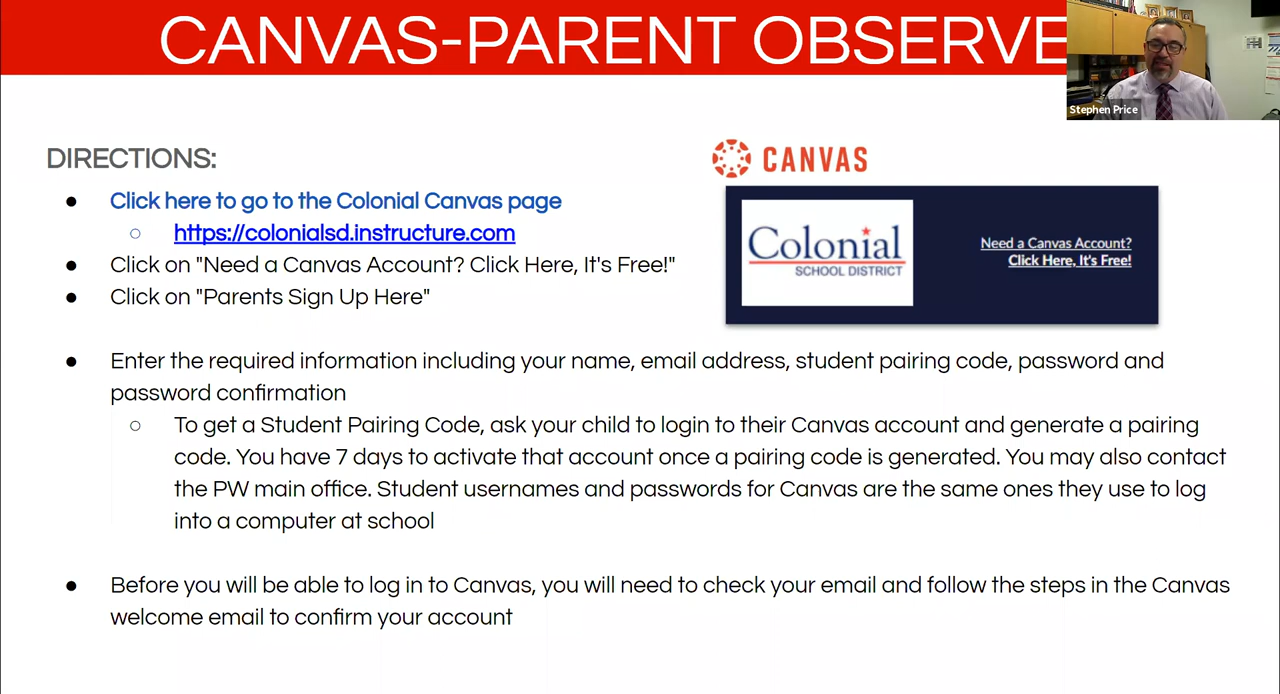 CANVAS-PARENT OBSERVE
Stephen Price
DIRECTIONS:
CANVAS
Click here to go to the Colonial Canvas page
https://colonialsd.instructure.com
Click on "Need a Canvas Account? Click Here, It's Free!"
Click on "Parents Sign Up Here"
Colonial
SCHOOL DISTRICT
Need a Canvas Account?
Click Here, It's Free!
Enter the required information including your name, email address, student pairing code, password and
password confirmation
To get a Student Pairing Code, ask your child to login to their Canvas account and generate a pairing
code. You have 7 days to activate that account once a pairing code is generated. You may also contact
the PW main office. Student usernames and passwords for Canvas are the same ones they use to log
into a computer at school
Before you will be able to log in to Canvas, you will need to check your email and follow the steps in the Canvas
welcome email to confirm your account